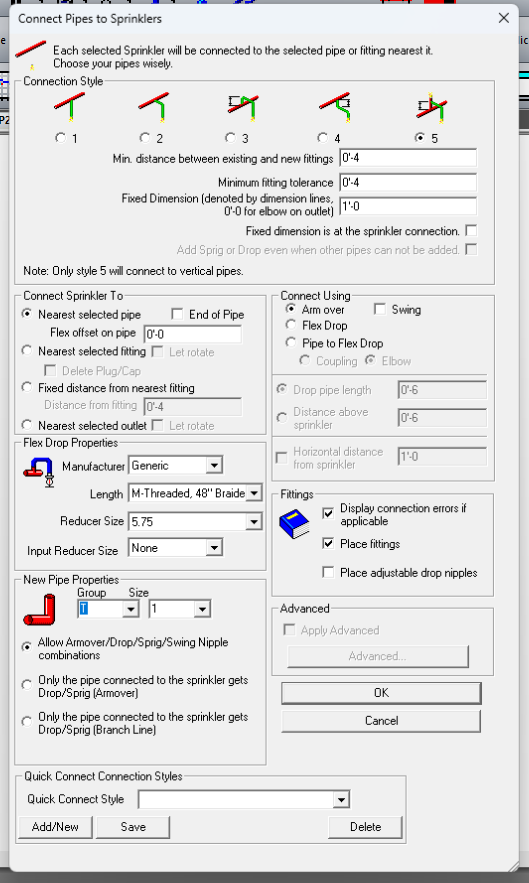 Connect Pipes to Sprinklers
Each selected Sprinkler will be connected to the selected pipe or fitting nearest it.
Choose your pipes wisely.
Connection Style
1 2 3 4 5
Min. distance between existing and new fittings 0'-4
Minimum fitting tolerance 0'-4
Fixed Dimension (denoted by dimension lines,
0'-0 for elbow on outlet) 1'-0
Fixed dimension is at the sprinkler connection.
Add Sprig or Drop even when other pipes can not be added.
Note: Only style 5 will connect to vertical pipes.
Connect Sprinkler To
Nearest selected pipe End of Pipe
Flex offset on pipe 0'-0
Nearest selected fitting Let rotate
Delete Plug/Cap
Fixed distance from nearest fitting
Distance from fitting 0'-4
Nearest selected outlet Let rotate
Connect Using
Arm over Swing
Flex Drop
Pipe to Flex Drop
Coupling Elbow
Drop pipe length 0'-6
Distance above
sprinkler 0'-6
Horizontal distance
from sprinkler 1'-0
Flex Drop Properties
Manufacturer Generic
Length M-Threaded, 48" Braide
Reducer Size 5.75
Input Reducer Size None
Fittings
Display connection errors if
applicable
Place fittings
Place adjustable drop nipples
New Pipe Properties
Group Size
T 1
Allow Armover/Drop/Sprig/Swing Nipple
combinations
Only the pipe connected to the sprinkler gets
Drop/Sprig (Armover)
Only the pipe connected to the sprinkler gets
Drop/Sprig (Branch Line)
Advanced
Apply Advanced
Advanced...
OK
Cancel
Quick Connect Connection Styles
Quick Connect Style
Add/New Save Delete